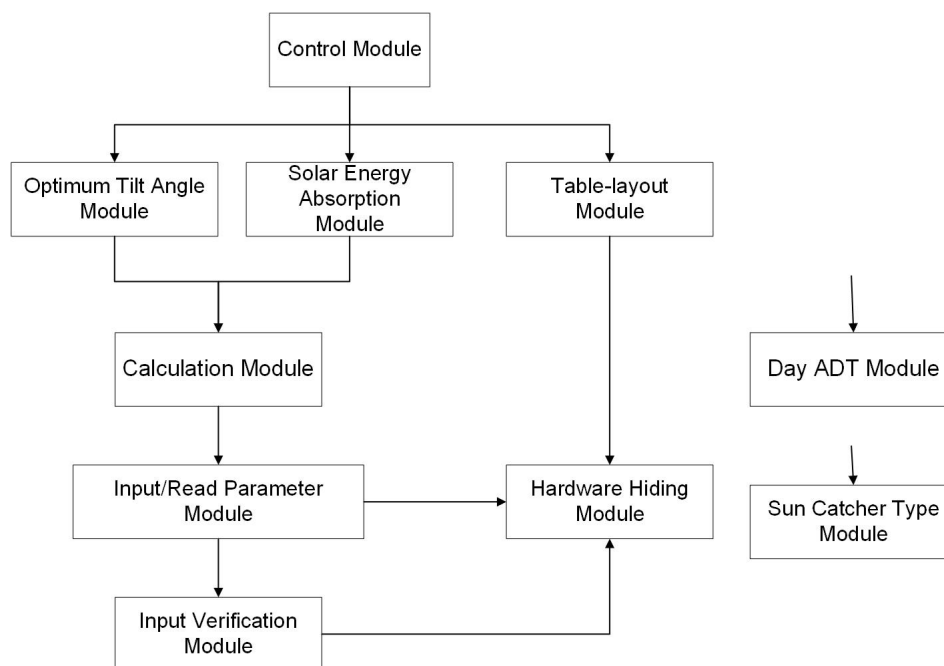 Control Module
Optimum Tilt Angle
Module
Solar Energy
Absorption
Module
Table-layout
Module
Calculation Module
Day ADT Module
Input/Read Parameter
Module
Hardware Hiding
Module
Sun Catcher Type
Module
Input Verification
Module